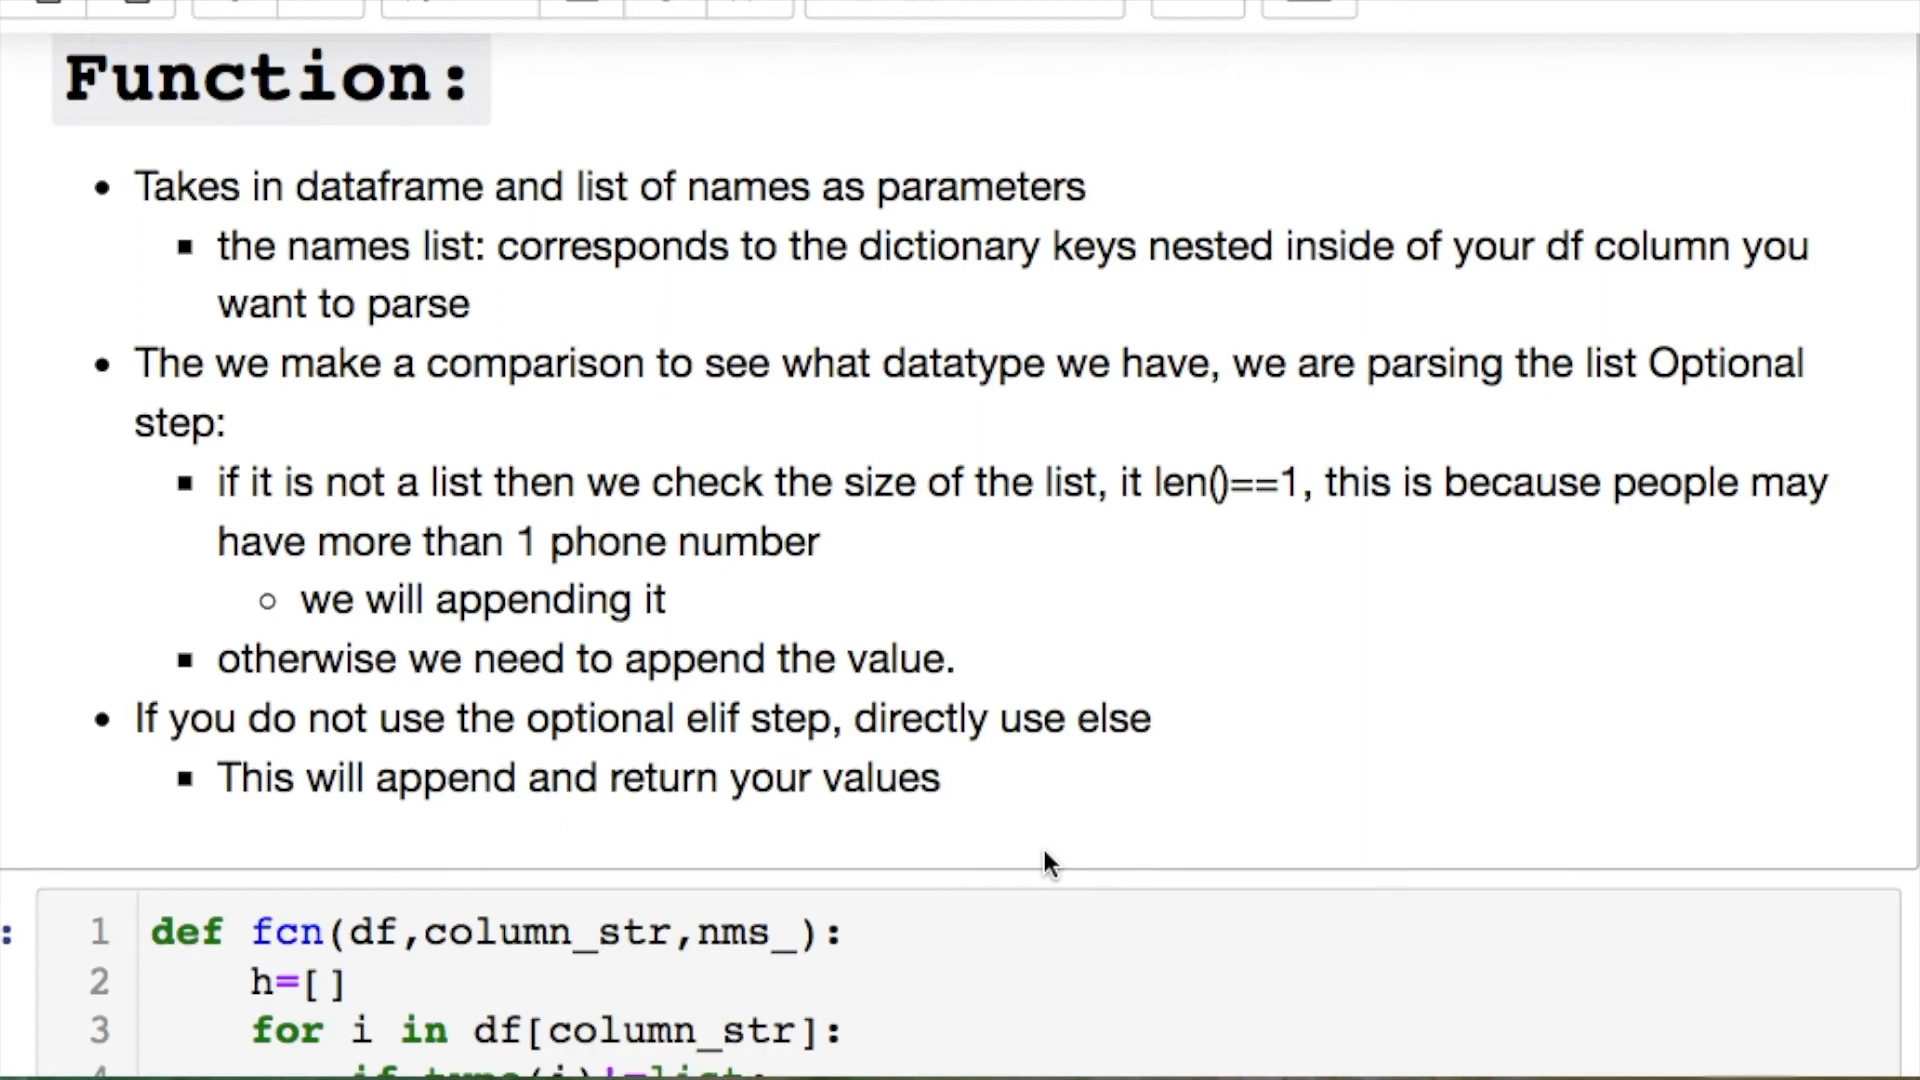 Function:
Takes in dataframe and list of names as parameters
the names list: corresponds to the dictionary keys nested inside of your df column you
want to parse
The we make a comparison to see what datatype we have, we are parsing the list Optional
step:
if it is not a list then we check the size of the list, it len()==1, this is because people may
have more than 1 phone number
we will appending it
otherwise we need to append the value.
If you do not use the optional elif step, directly use else
This will append and return your values
: 1 def fcn(df,column_str,nms_):
2 h=[]
3 for i in df[column_str]:
4 if type(i)!=list: